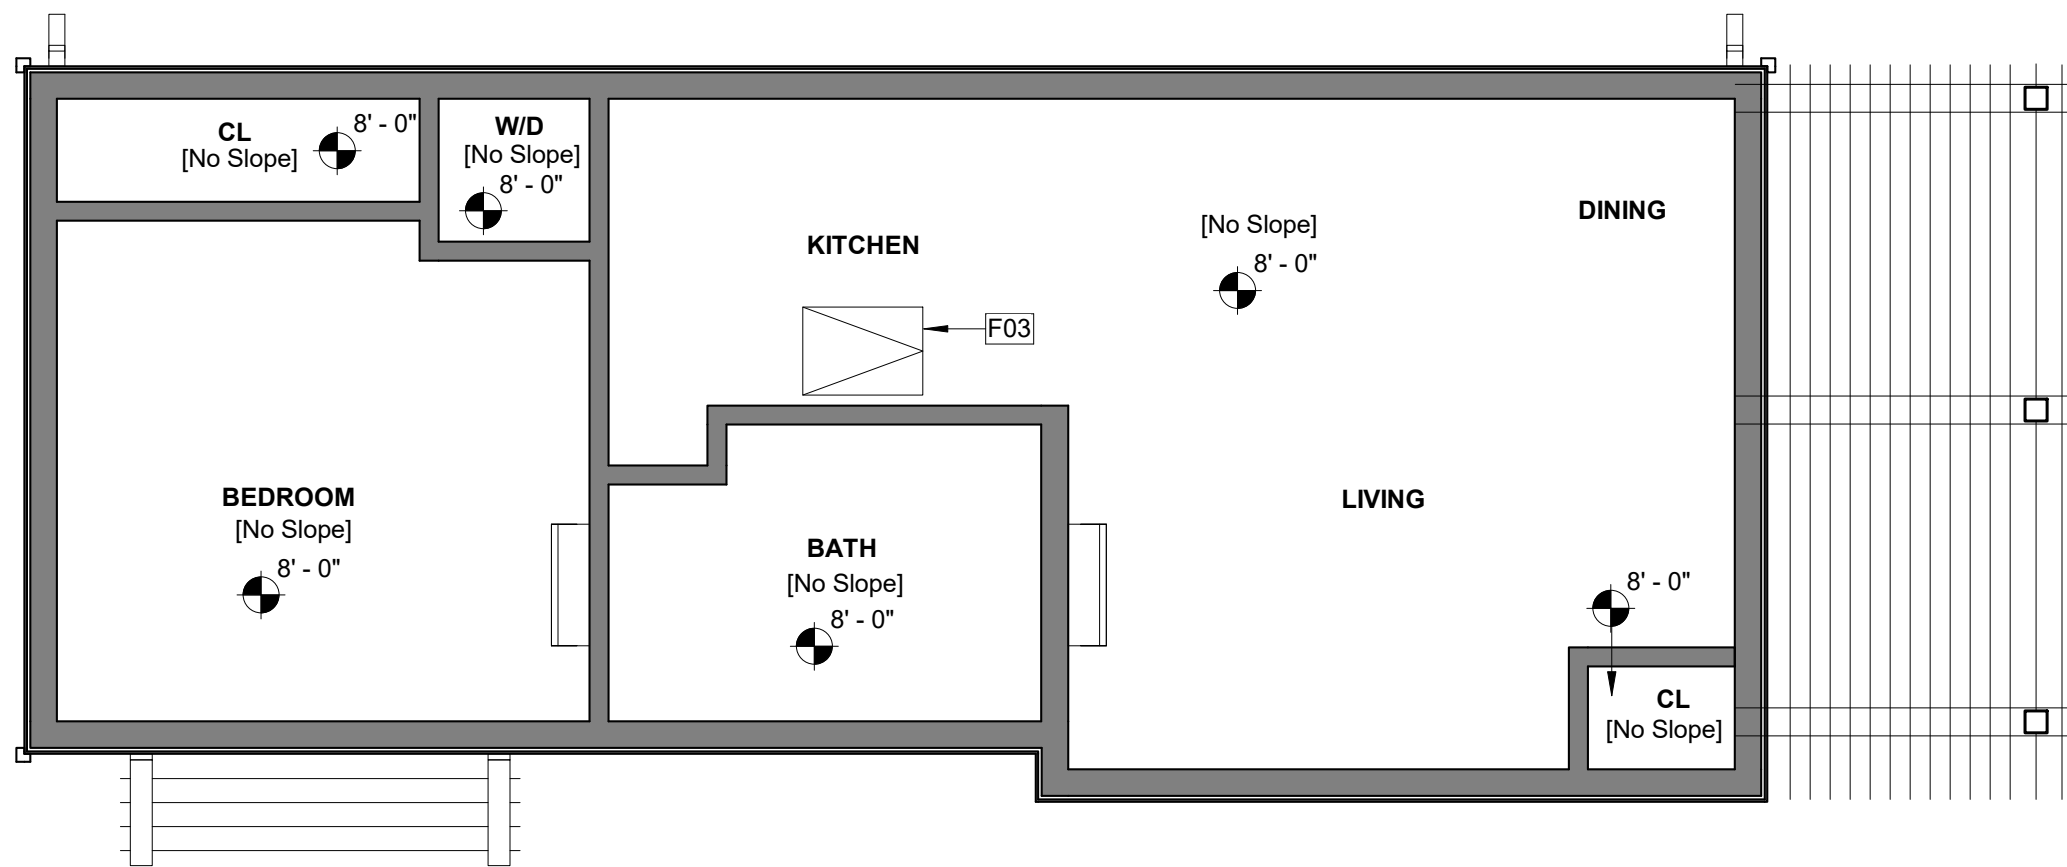 CL
[No Slope]
8' - 0"
W/D
[No Slope]
8' - 0"
KITCHEN
[No Slope]
8' - 0"
DINING
F03
BEDROOM
[No Slope]
8' - 0"
BATH
[No Slope]
8' - 0"
LIVING
8' - 0"
CL
[No Slope]